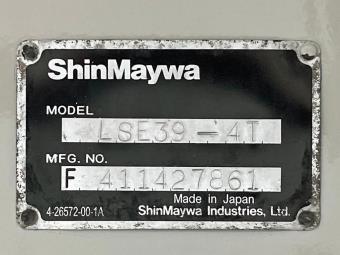 ShinMaywa
MODEL
LSE39-4T
MFG. NO.
F 411427861
Made in Japan
4-26572-00-1A ShinMaywa Industries, Ltd.